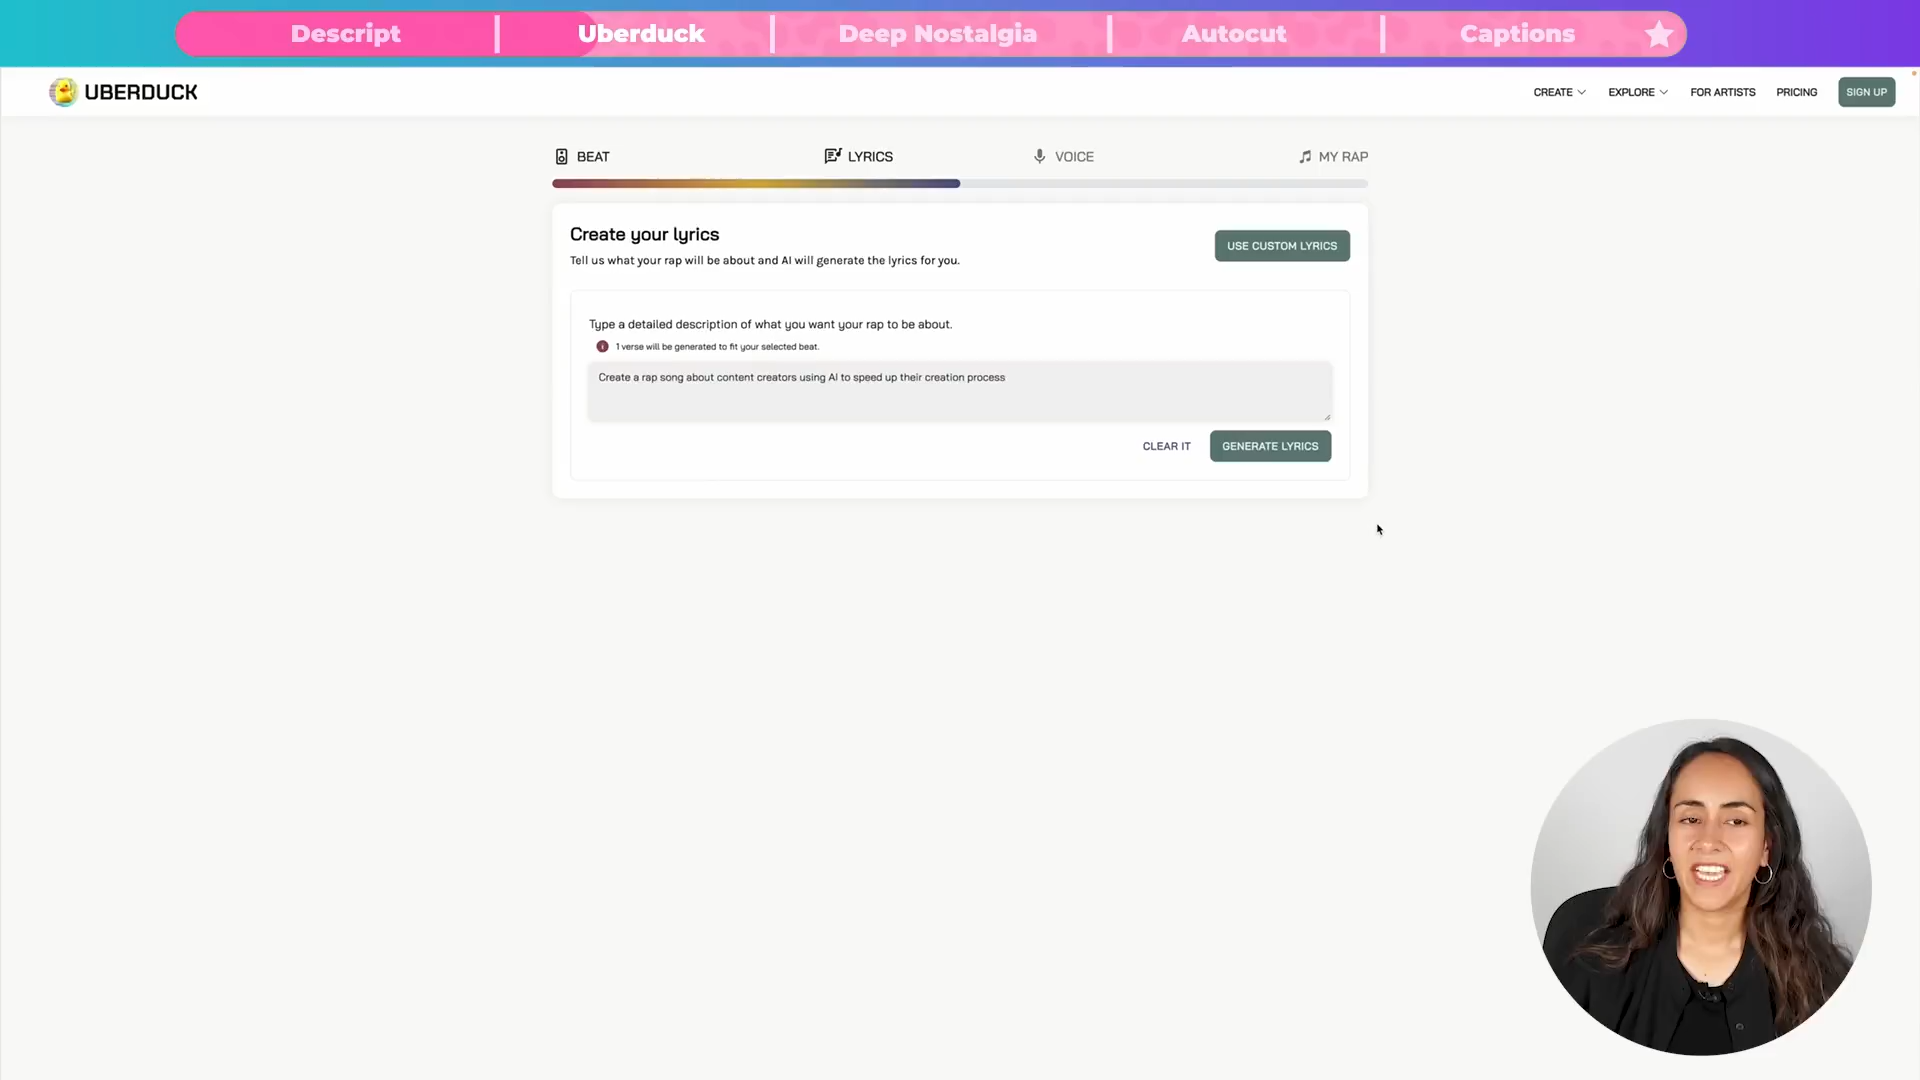 Descript
Uberduck
Deep Nostalgia
Autocut
Captions
UBERDUCK
CREATE
EXPLORE
FOR ARTISTS
PRICING
SIGN UP
BEAT
LYRICS
VOICE
MY RAP
Create your lyrics
USE CUSTOM LYRICS
Tell us what your rap will be about and AI will generate the lyrics for you.
Type a detailed description of what you want your rap to be about.
1 verse will be generated to fit your selected beat.
Create a rap song about content creators using AI to speed up their creation process
CLEAR IT
GENERATE LYRICS